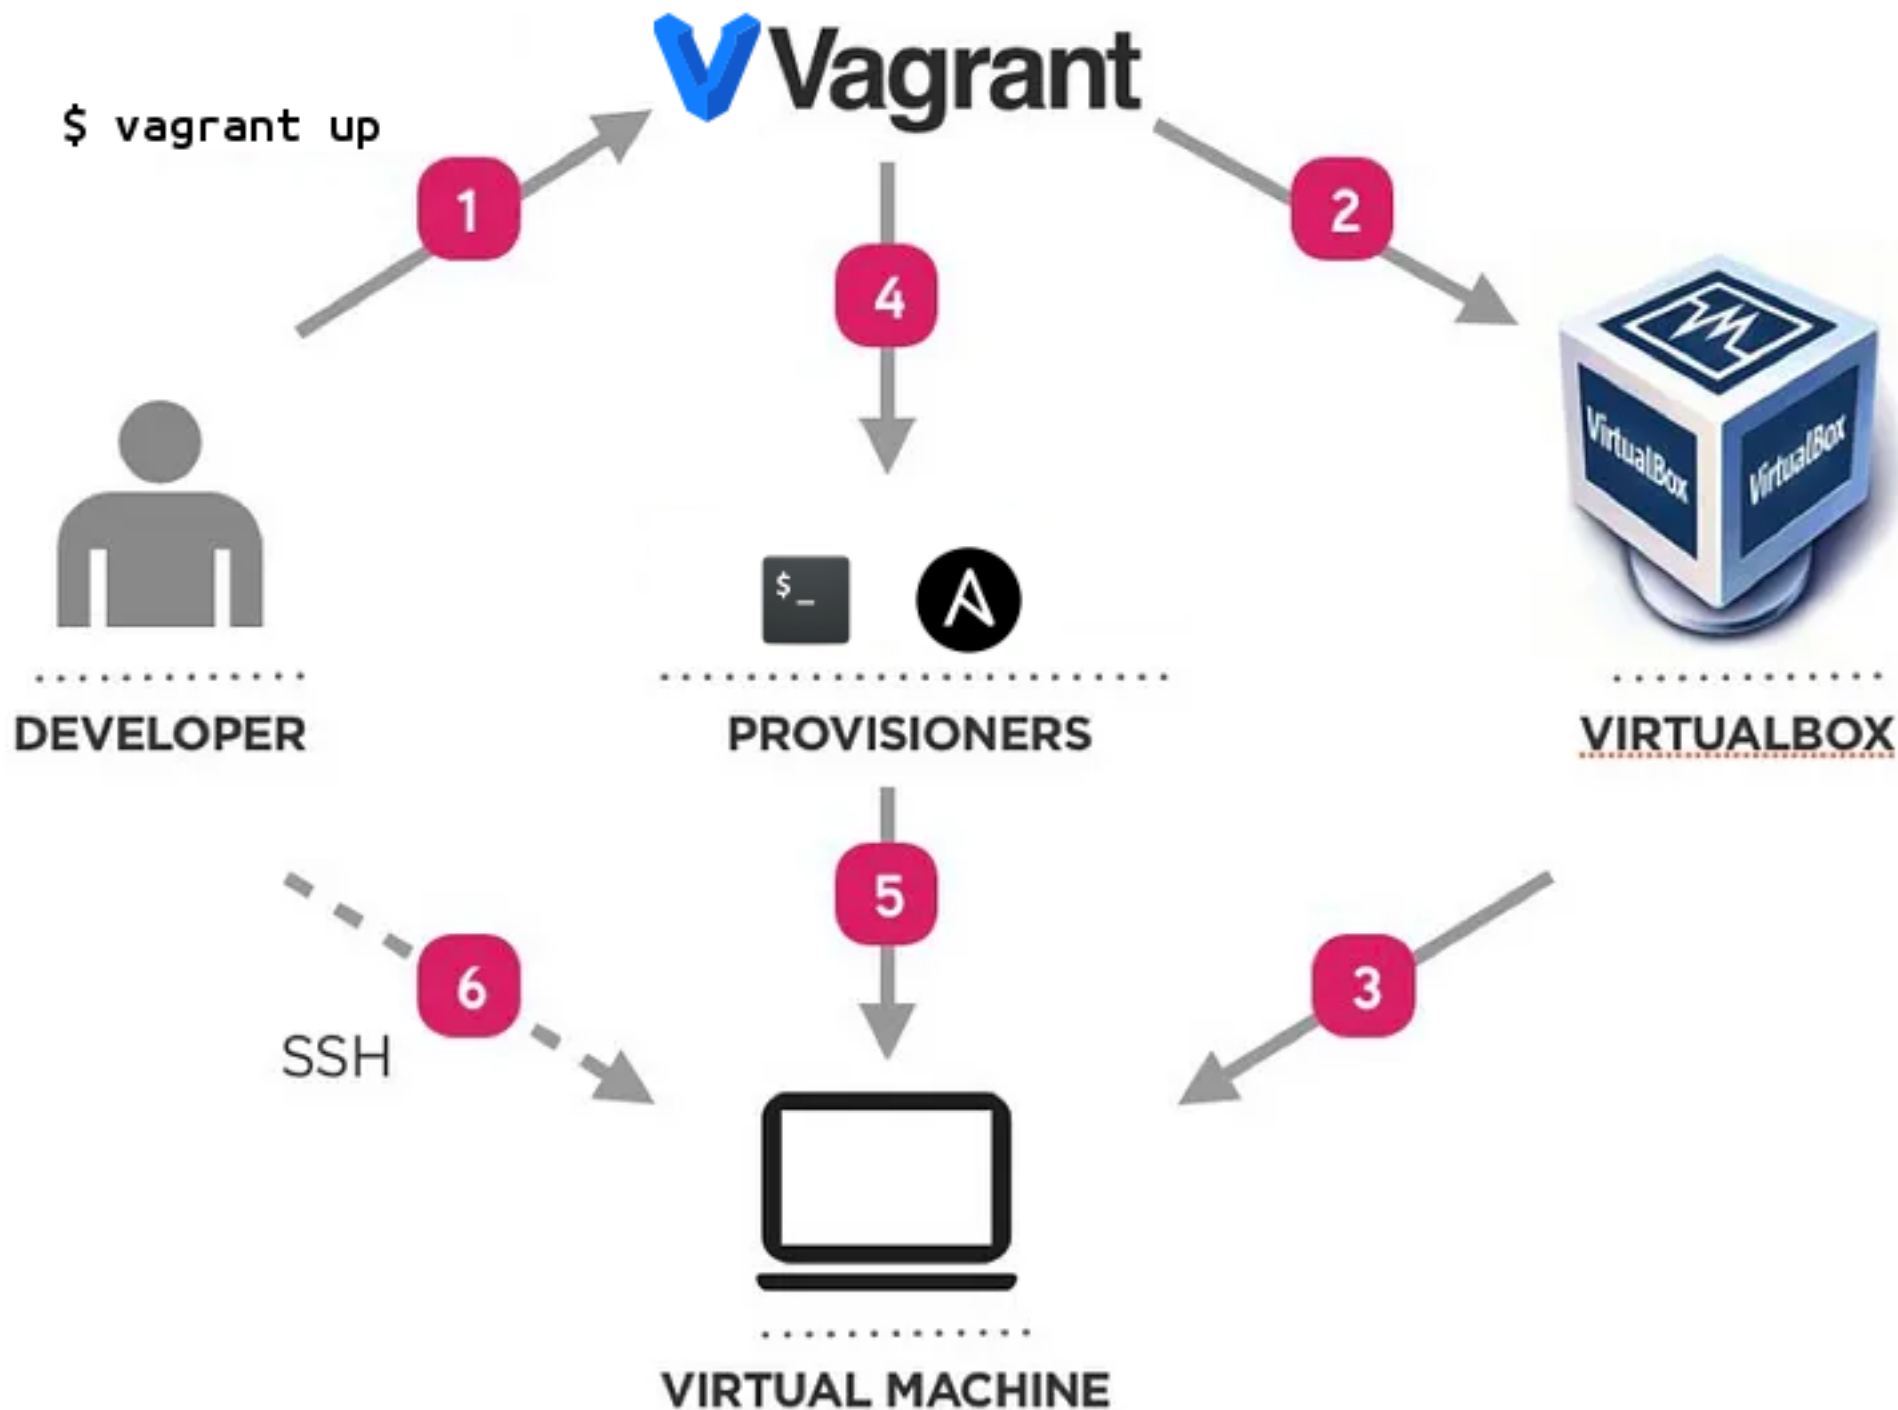 Vagrant
$ vagrant up
1
2
4
VirtualBox
VirtualBox
$_
DEVELOPER
PROVISIONERS
VIRTUALBOX
5
6
3
SSH
VIRTUAL MACHINE